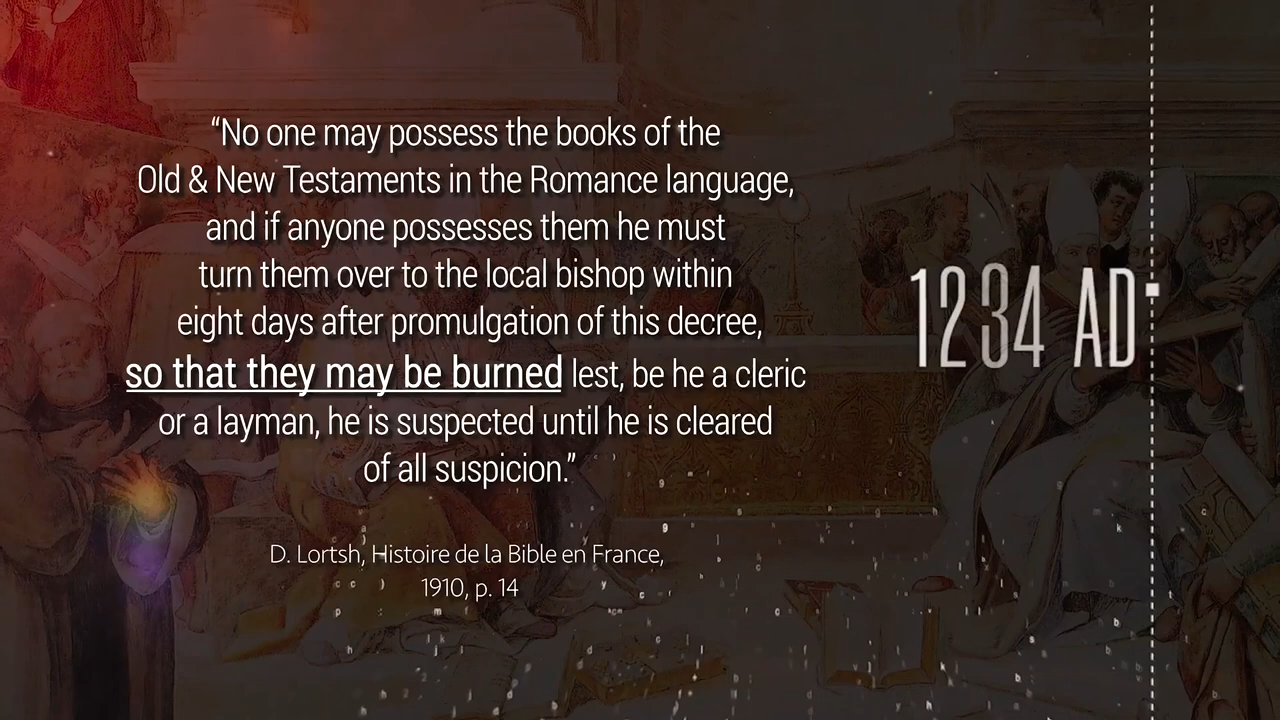 “No one may possess the books of the
Old & New Testaments in the Romance language,
and if anyone possesses them he must
turn them over to the local bishop within
eight days after promulgation of this decree,
so that they may be burned lest, be he a cleric
or a layman, he is suspected until he is cleared
of all suspicion.”
D. Lortsh, Histoire de la Bible en France,
1910, p. 14
1234 AD